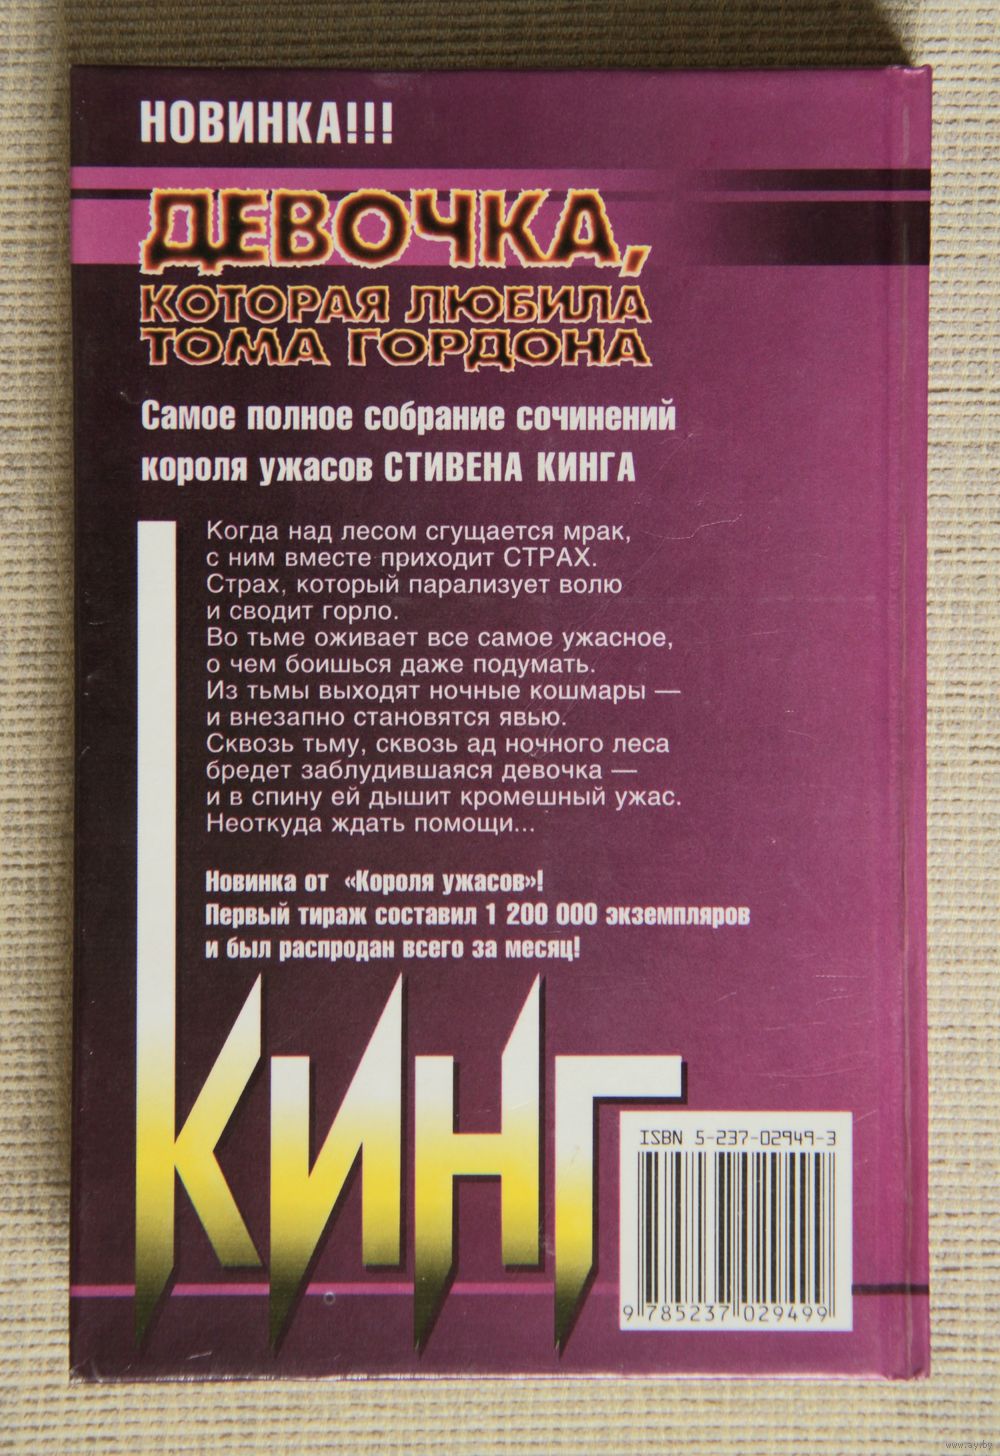 НОВИНКА!!!
ДЕВОЧКА,
КОТОРАЯ ЛЮБИЛА
ТОМА ГОРДОНА
Самое полное собрание сочинений
короля ужасов СТИВЕНА КИНГА
Когда над лесом сгущается мрак,
с ним вместе приходит СТРАХ.
Страх, который парализует волю
и сводит горло.
Во тьме оживает все самое ужасное,
о чем боишься даже подумать.
Из тьмы выходят ночные кошмары —
и внезапно становятся явью.
Сквозь тьму, сквозь ад ночного леса
бредет заблудившаяся девочка —
и в спину ей дышит кромешный ужас.
Неоткуда ждать помощи...
Новинка от «Короля ужасов»!
Первый тираж составил 1 200 000 экземпляров
и был распродан всего за месяц!
КИНГ
ISBN 5-237-02949-3
9 785237 029499
www.ay.by